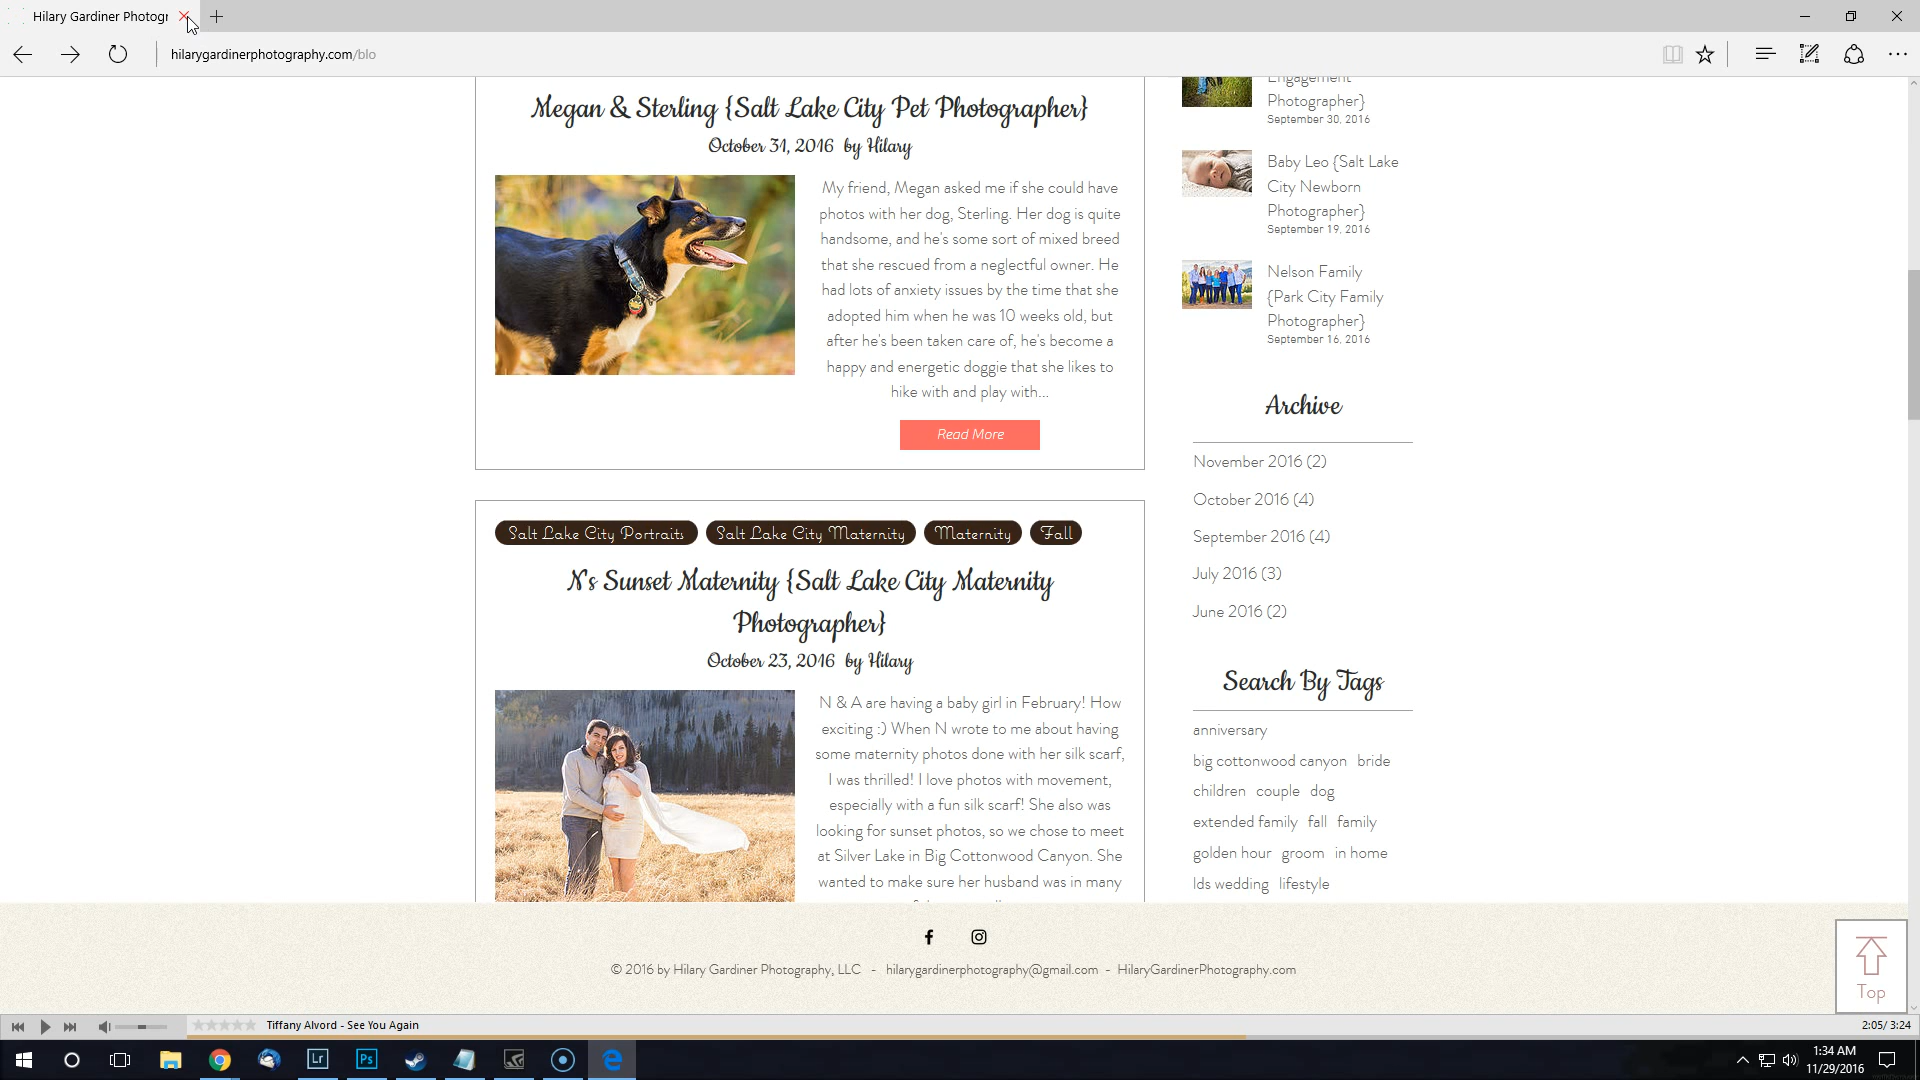 Hilary Gardiner Photogr
hilarygardinerphotography.com/blo
Megan & Sterling {Salt Lake City Pet Photographer}
October 31, 2016 by Hilary
My friend, Megan asked me if she could have
photos with her dog, Sterling. Her dog is quite
handsome, and he's some sort of mixed breed
that she rescued from a neglectful owner. He
had lots of anxiety issues by the time that she
adopted him when he was 10 weeks old, but
after he's been taken care of, he's become a
happy and energetic doggie that she likes to
hike with and play with...
Read More
Salt Lake City Portraits Salt Lake City Maternity Maternity Fall
N's Sunset Maternity {Salt Lake City Maternity
Photographer}
October 23, 2016 by Hilary
N & A are having a baby girl in February! How
exciting :) When N wrote to me about having
some maternity photos done with her silk scarf,
I was thrilled! I love photos with movement,
especially with a fun silk scarf! She also was
looking for sunset photos, so we chose to meet
at Silver Lake in Big Cottonwood Canyon. She
wanted to make sure her husband was in many
Engagement
Photographer}
September 30, 2016
Baby Leo {Salt Lake
City Newborn
Photographer}
September 19, 2016
Nelson Family
{Park City Family
Photographer}
September 16, 2016
Archive
November 2016 (2)
October 2016 (4)
September 2016 (4)
July 2016 (3)
June 2016 (2)
Search By Tags
anniversary
big cottonwood canyon bride
children couple dog
extended family fall family
golden hour groom in home
lds wedding lifestyle
© 2016 by Hilary Gardiner Photography, LLC - hilarygardinerphotography@gmail.com - HilaryGardinerPhotography.com
Top
Tiffany Alvord - See You Again
2:05/ 3:24
Lr
Ps
1:34 AM
11/29/2016